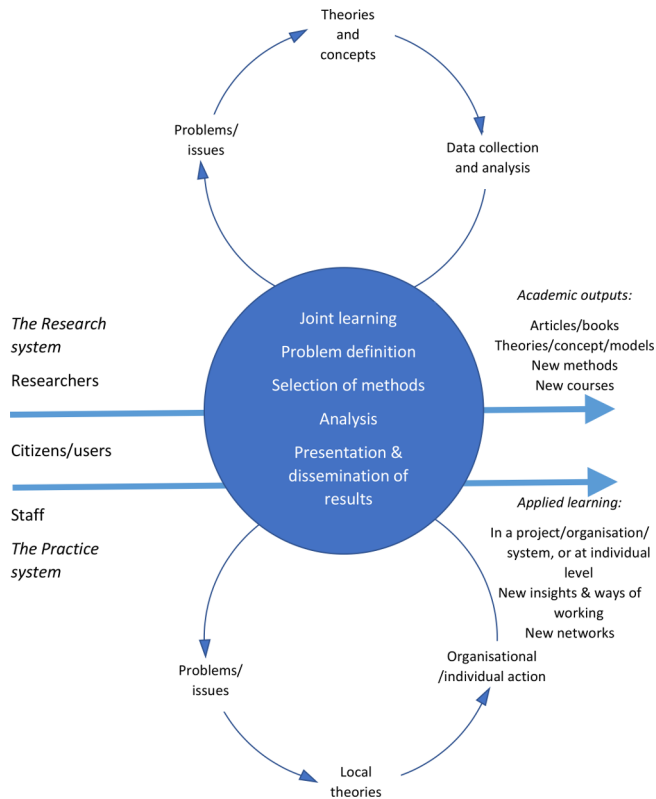 Theories
and
concepts
Problems/
issues
Data collection
and analysis
The Research
system
Researchers
Citizens/users
Staff
The Practice
system
Joint learning
Problem definition
Selection of methods
Analysis
Presentation &
dissemination of
results
Academic outputs:
Articles/books
Theories/concept/models
New methods
New courses
Applied learning:
In a project/organisation/
system, or at individual
level
New insights & ways of
working
New networks
Problems/
issues
Organisational
/individual action
Local
theories